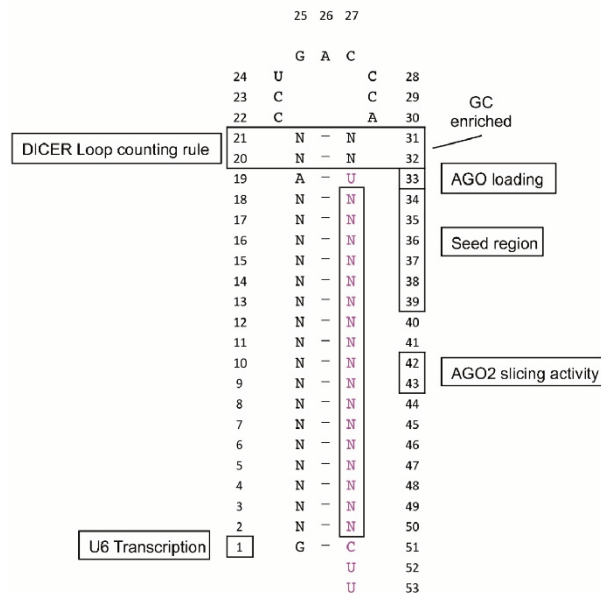 25 26 27
G A C
24 U C 28
23 C C 29
GC enriched
22 C A 30
DICER Loop counting rule
21 N – N 31
20 N – N 32
19 A – U 33
AGO loading
18 N – N 34
17 N – N 35
16 N – N 36
Seed region
15 N – N 37
14 N – N 38
13 N – N 39
12 N – N 40
11 N – N 41
10 N – N 42
AGO2 slicing activity
9 N – N 43
8 N – N 44
7 N – N 45
6 N – N 46
5 N – N 47
4 N – N 48
3 N – N 49
2 N – N 50
U6 Transcription
1 G – C 51
U 52
U 53